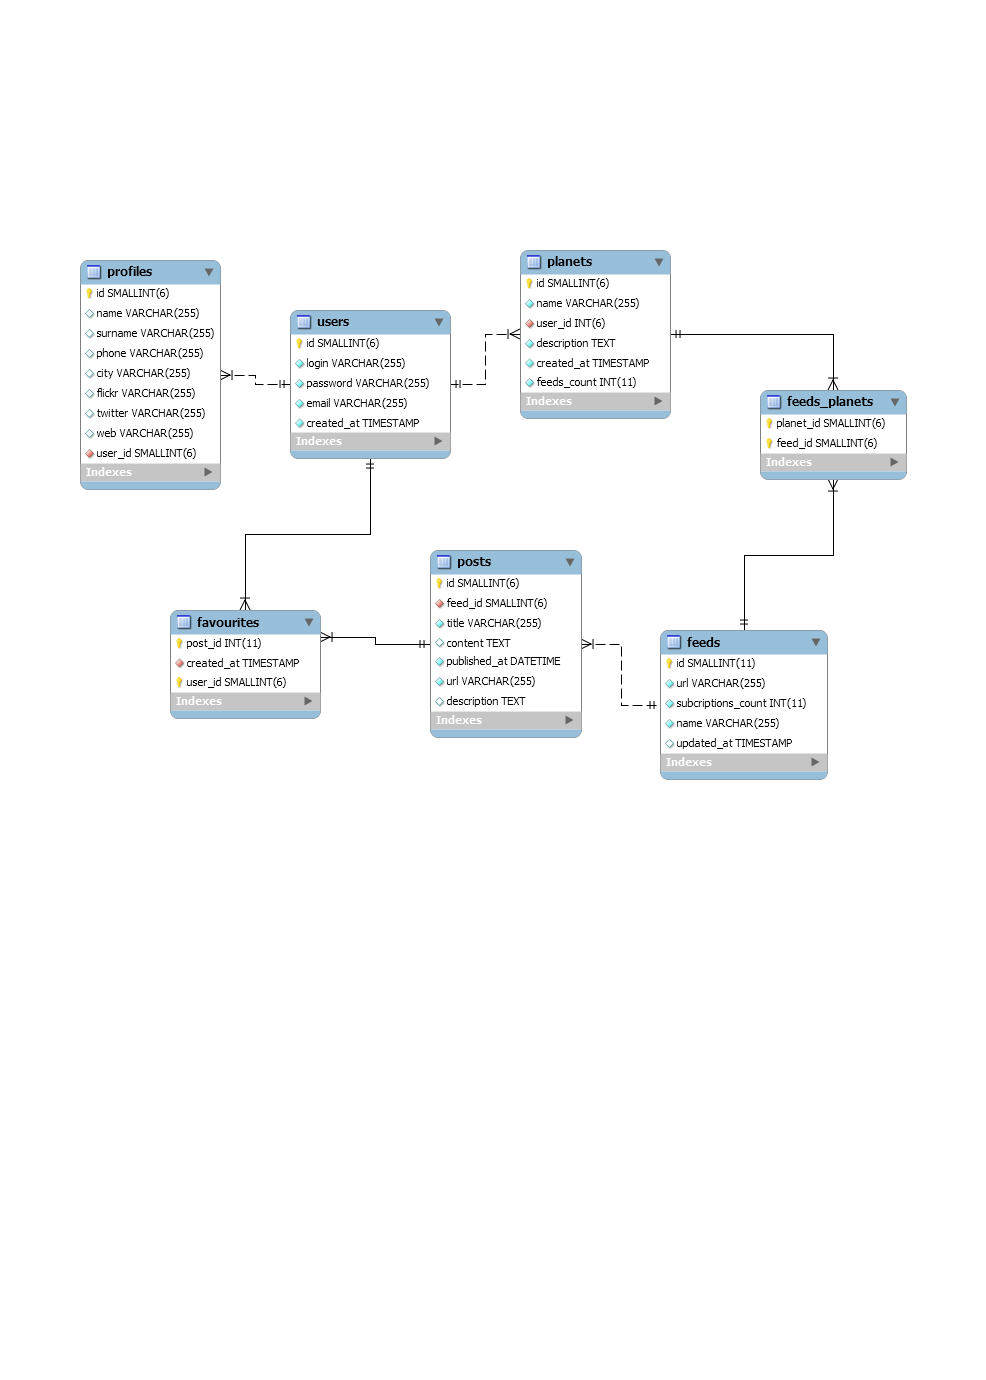 profiles
id SMALLINT(6)
name VARCHAR(255)
surname VARCHAR(255)
phone VARCHAR(255)
city VARCHAR(255)
flickr VARCHAR(255)
twitter VARCHAR(255)
web VARCHAR(255)
user_id SMALLINT(6)
Indexes
users
id SMALLINT(6)
login VARCHAR(255)
password VARCHAR(255)
email VARCHAR(255)
created_at TIMESTAMP
Indexes
planets
id SMALLINT(6)
name VARCHAR(255)
user_id INT(6)
description TEXT
created_at TIMESTAMP
feeds_count INT(11)
Indexes
feeds_planets
planet_id SMALLINT(6)
feed_id SMALLINT(6)
Indexes
favourites
post_id INT(11)
created_at TIMESTAMP
user_id SMALLINT(6)
Indexes
posts
id SMALLINT(6)
feed_id SMALLINT(6)
title VARCHAR(255)
content TEXT
published_at DATETIME
url VARCHAR(255)
description TEXT
Indexes
feeds
id SMALLINT(11)
url VARCHAR(255)
subcriptions_count INT(11)
name VARCHAR(255)
updated_at TIMESTAMP
Indexes